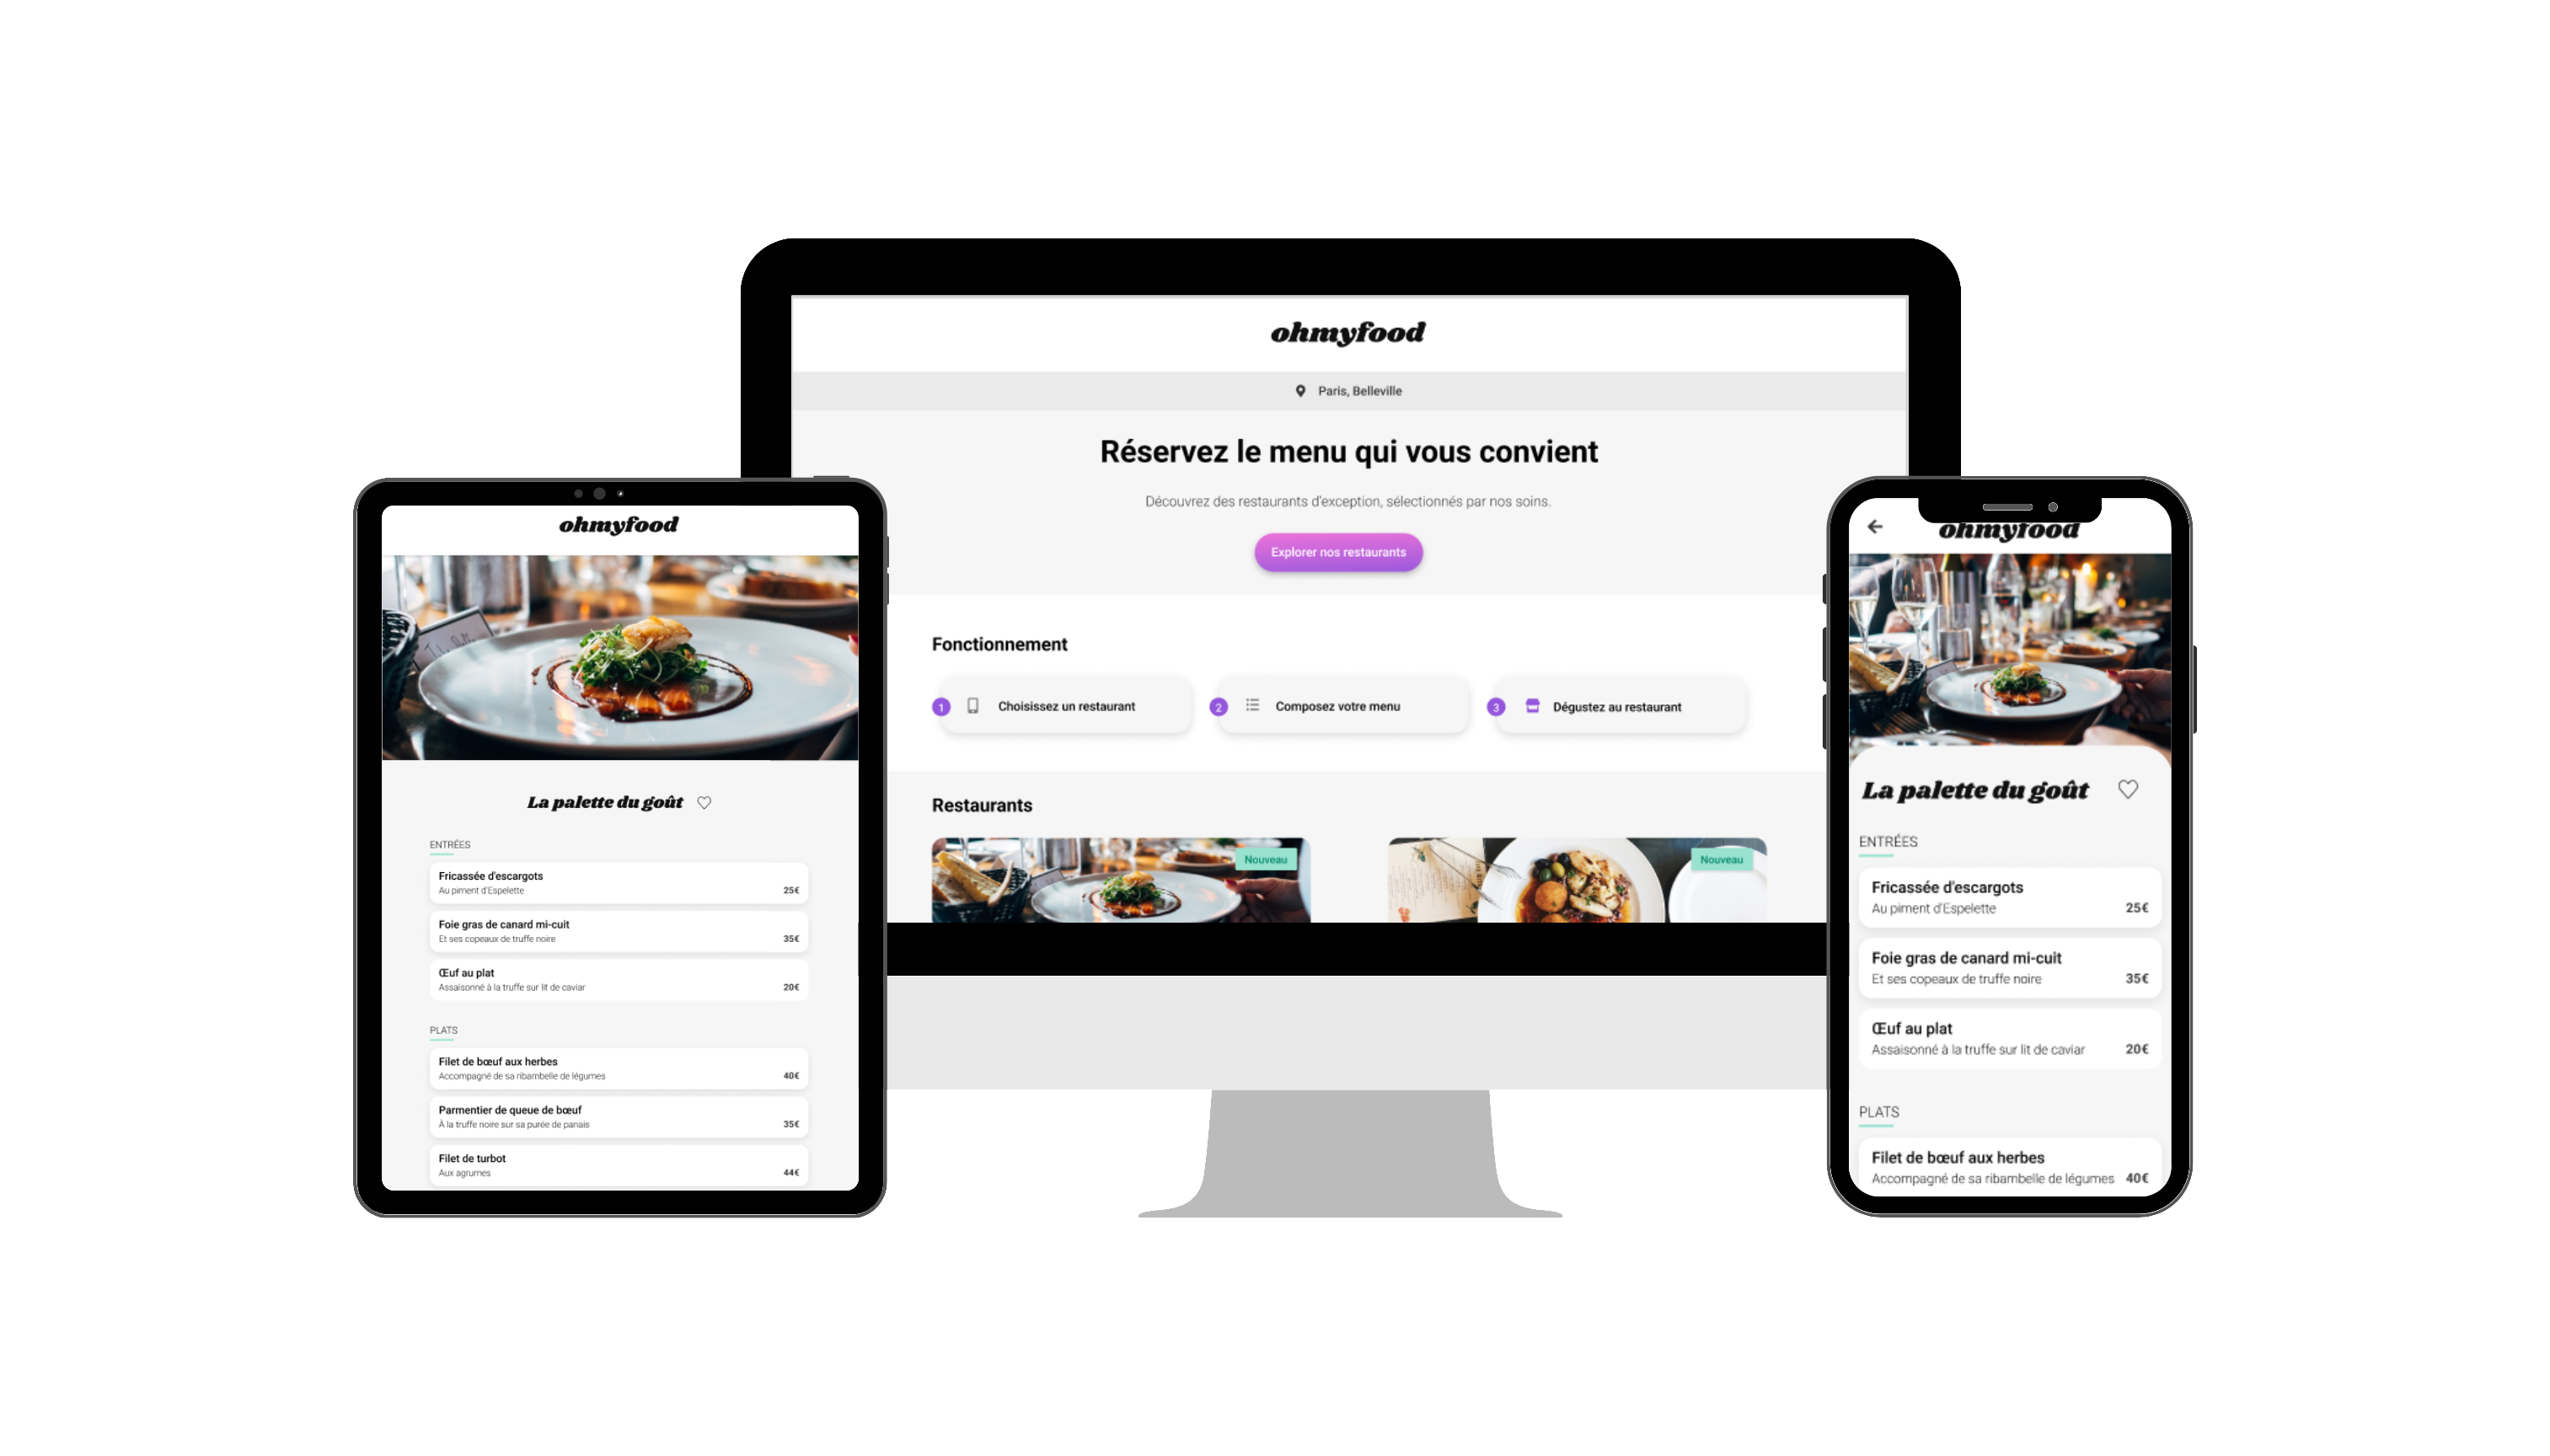 ohmyfood
Paris, Belleville
Réservez le menu qui vous convient
Découvrez des restaurants d'exception, sélectionnés par nos soins.
Explorer nos restaurants
Fonctionnement
1 Choisissez un restaurant
2 Composez votre menu
3 Dégustez au restaurant
Restaurants
Nouveau
Nouveau
ohmyfood
La palette du goût
ENTRÉES
Fricassée d'escargots
Au piment d'Espelette 25€
Foie gras de canard mi-cuit
Et ses copeaux de truffe noire 35€
Œuf au plat
Assaisonné à la truffe sur lit de caviar 20€
PLATS
Filet de bœuf aux herbes
Accompagné de sa ribambelle de légumes 40€
Parmentier de queue de bœuf
À la truffe noire sur sa purée de panais 35€
Filet de turbot
Aux agrumes 44€
ohmyfood
La palette du goût
ENTRÉES
Fricassée d'escargots
Au piment d'Espelette 25€
Foie gras de canard mi-cuit
Et ses copeaux de truffe noire 35€
Œuf au plat
Assaisonné à la truffe sur lit de caviar 20€
PLATS
Filet de bœuf aux herbes
Accompagné de sa ribambelle de légumes 40€